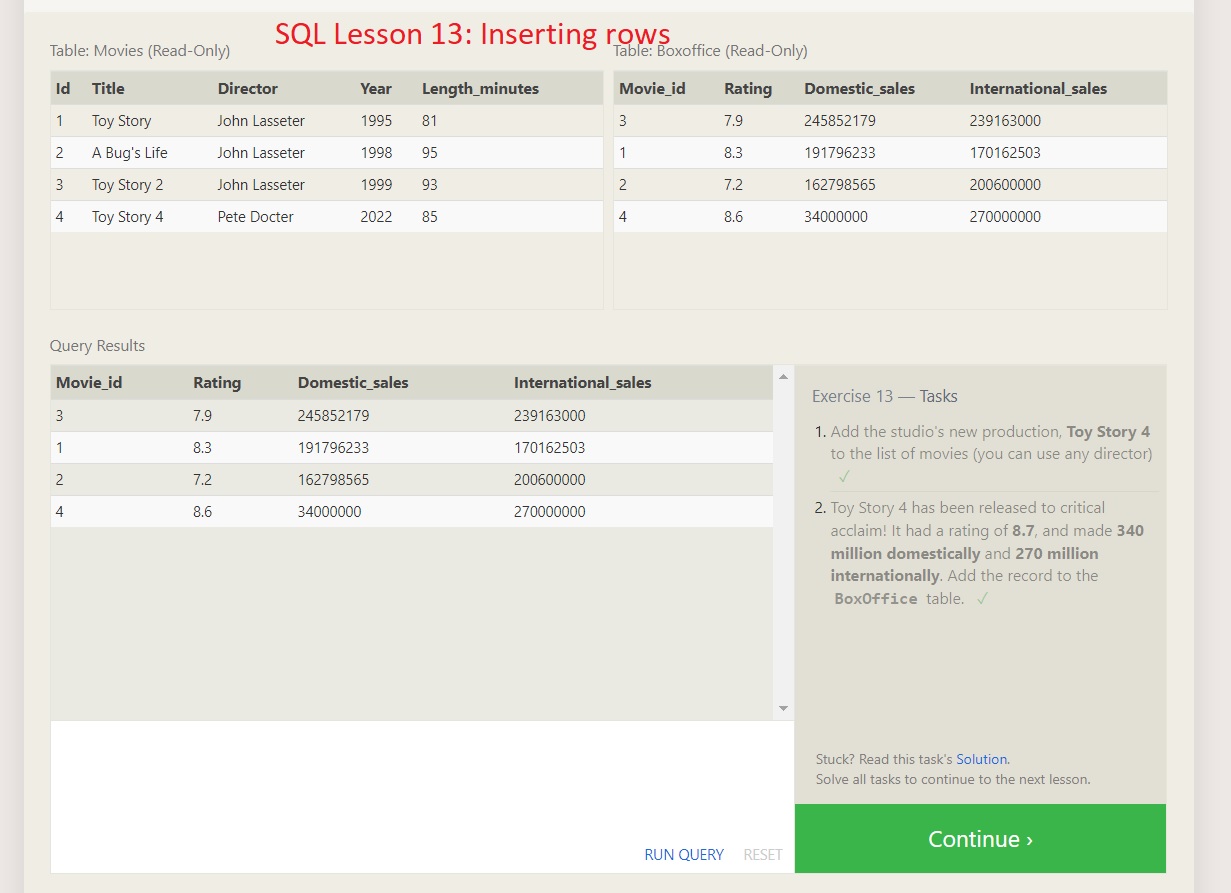 SQL Lesson 13: Inserting rows
Table: Movies (Read-Only)
Id Title Director Year Length_minutes
1 Toy Story John Lasseter 1995 81
2 A Bug's Life John Lasseter 1998 95
3 Toy Story 2 John Lasseter 1999 93
4 Toy Story 4 Pete Docter 2022 85
Table: Boxoffice (Read-Only)
Movie_id Rating Domestic_sales International_sales
3 7.9 245852179 239163000
1 8.3 191796233 170162503
2 7.2 162798565 200600000
4 8.6 34000000 270000000
Query Results
Movie_id Rating Domestic_sales International_sales
3 7.9 245852179 239163000
1 8.3 191796233 170162503
2 7.2 162798565 200600000
4 8.6 34000000 270000000
RUN QUERY RESET
Exercise 13 — Tasks
1. Add the studio's new production, Toy Story 4
to the list of movies (you can use any director)
✓
2. Toy Story 4 has been released to critical
acclaim! It had a rating of 8.7, and made 340
million domestically and 270 million
internationally. Add the record to the
BoxOffice table. ✓
Stuck? Read this task's Solution.
Solve all tasks to continue to the next lesson.
Continue ›